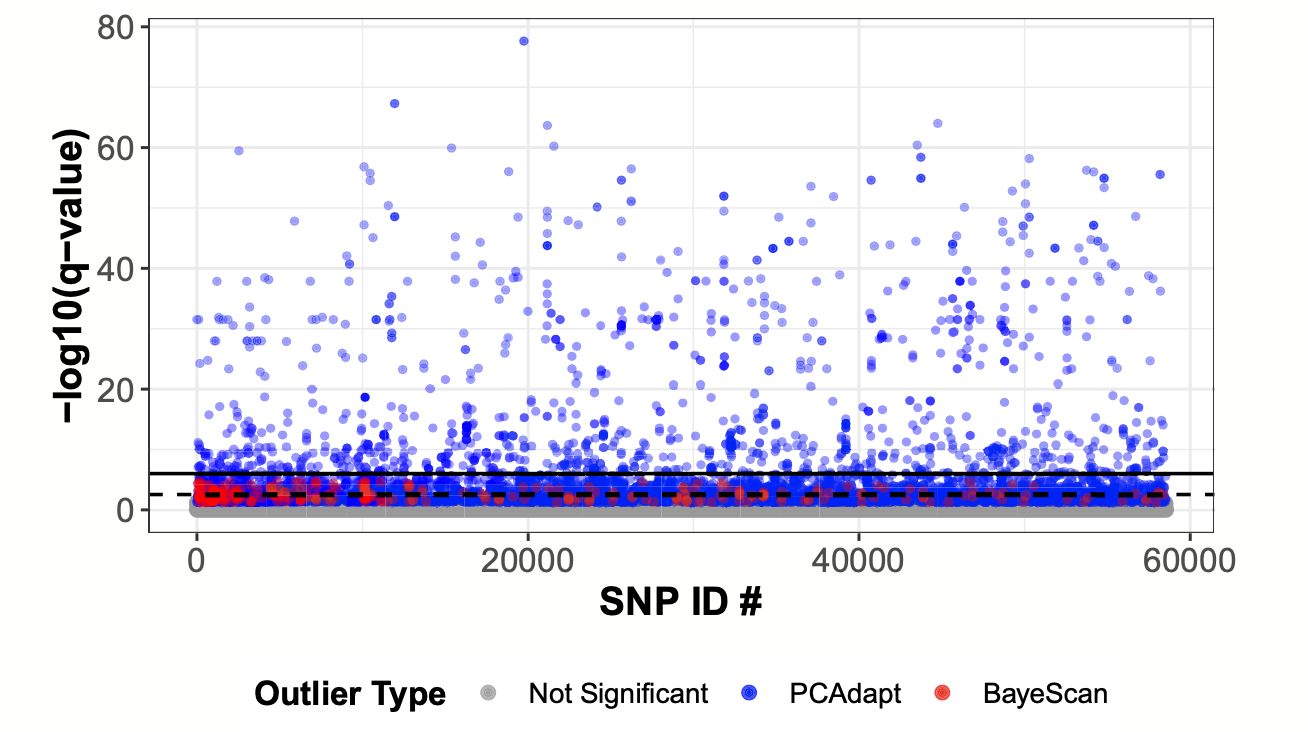 80
60
40
20
0
−log10(q−value)
0 20000 40000 60000
SNP ID #
Outlier Type Not Significant PCAdapt BayeScan